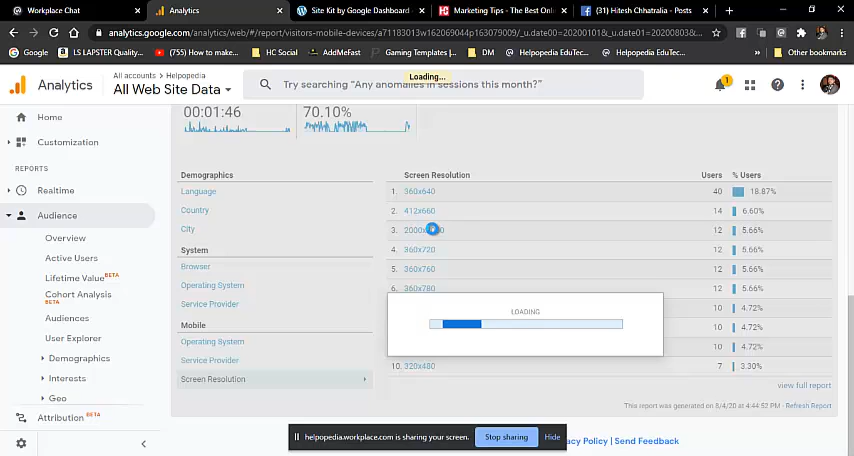 Workplace Chat
Analytics
Site Kit by Google Dashboard
Marketing Tips - The Best Onli
(31) Hitesh Chhatralia - Posts
analytics.google.com/analytics/web/#/report/visitors-mobile-devices/a71183013w162069044p163079009/_u.date00=20200101&_u.date01=20200803&
Google
LS LAPSTER LIST
(755) How to make...
HC Social
AddMeFast
Gaming Templates |...
DM
Helpopedia EduTec...
Helpopedia EduTec...
Other bookmarks
Analytics
All accounts > Helpopedia
All Web Site Data
Loading...
Try searching "Any anomalies in sessions this month?"
1
Home
Customization
REPORTS
Realtime
Audience
Overview
Active Users
Lifetime Value BETA
Cohort Analysis
BETA
Audiences
User Explorer
Demographics
Interests
Geo
Attribution BETA
00:01:46
70.10%
Demographics
Language
Country
City
System
Browser
Operating System
Service Provider
Mobile
Operating System
Service Provider
Screen Resolution
Screen Resolution Users % Users
1. 360x640 40 18.87%
2. 412x660 14 6.60%
3. 12 5.66%
4. 360x720 12 5.66%
5. 360x760 12 5.66%
6. 360x780 12 5.66%
10 4.72%
10 4.72%
10 4.72%
10. 320x480 7 3.30%
LOADING
view full report
This report was generated on 8/4/20 at 4:44:52 PM - Refresh Report
helpopedia.workplace.com is sharing your screen.
Stop sharing
Hide
acy Policy | Send Feedback